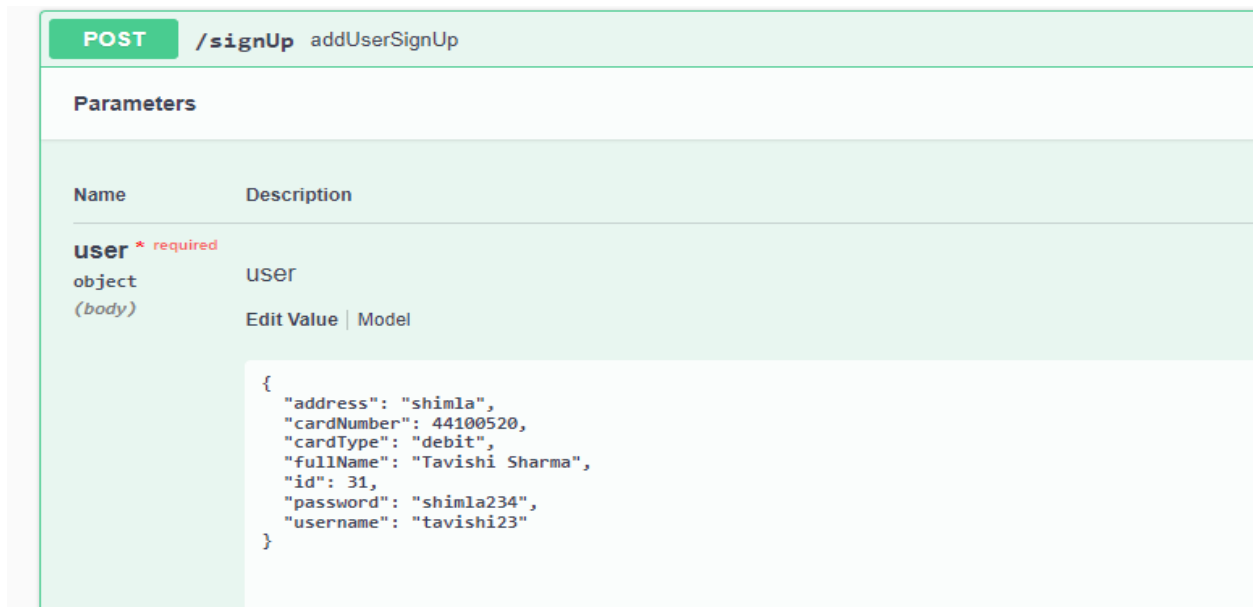 POST /signUp addUserSignUp
Parameters
Name Description
user * required
object
(body)
user
Edit Value | Model
{
"address": "shimla",
"cardNumber": 44100520,
"cardType": "debit",
"fullName": "Tavishi Sharma",
"id": 31,
"password": "shimla234",
"username": "tavishi23"
}